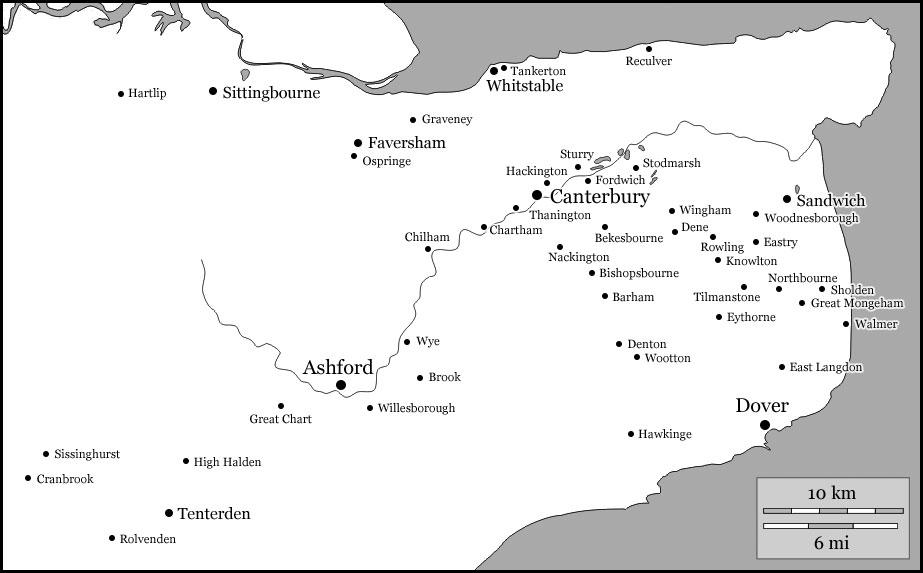 Reculver
Tankerton
Whitstable
Hartlip
Sittingbourne
Graveney
Faversham
Ospringe
Sturry
Stodmarsh
Hackington
Fordwich
Canterbury
Sandwich
Thanington
Wingham
Woodnesborough
Chartham
Dene
Bekesbourne
Chilham
Rowling
Eastry
Nackington
Knowlton
Bishopsbourne
Northbourne
Sholden
Barham
Tilmanstone
Great Mongeham
Eythorne
Walmer
Wye
Denton
Wootton
Ashford
East Langdon
Brook
Dover
Willesborough
Great Chart
Hawkinge
Sissinghurst
High Halden
Cranbrook
10 km
Tenterden
Rolvenden
6 mi